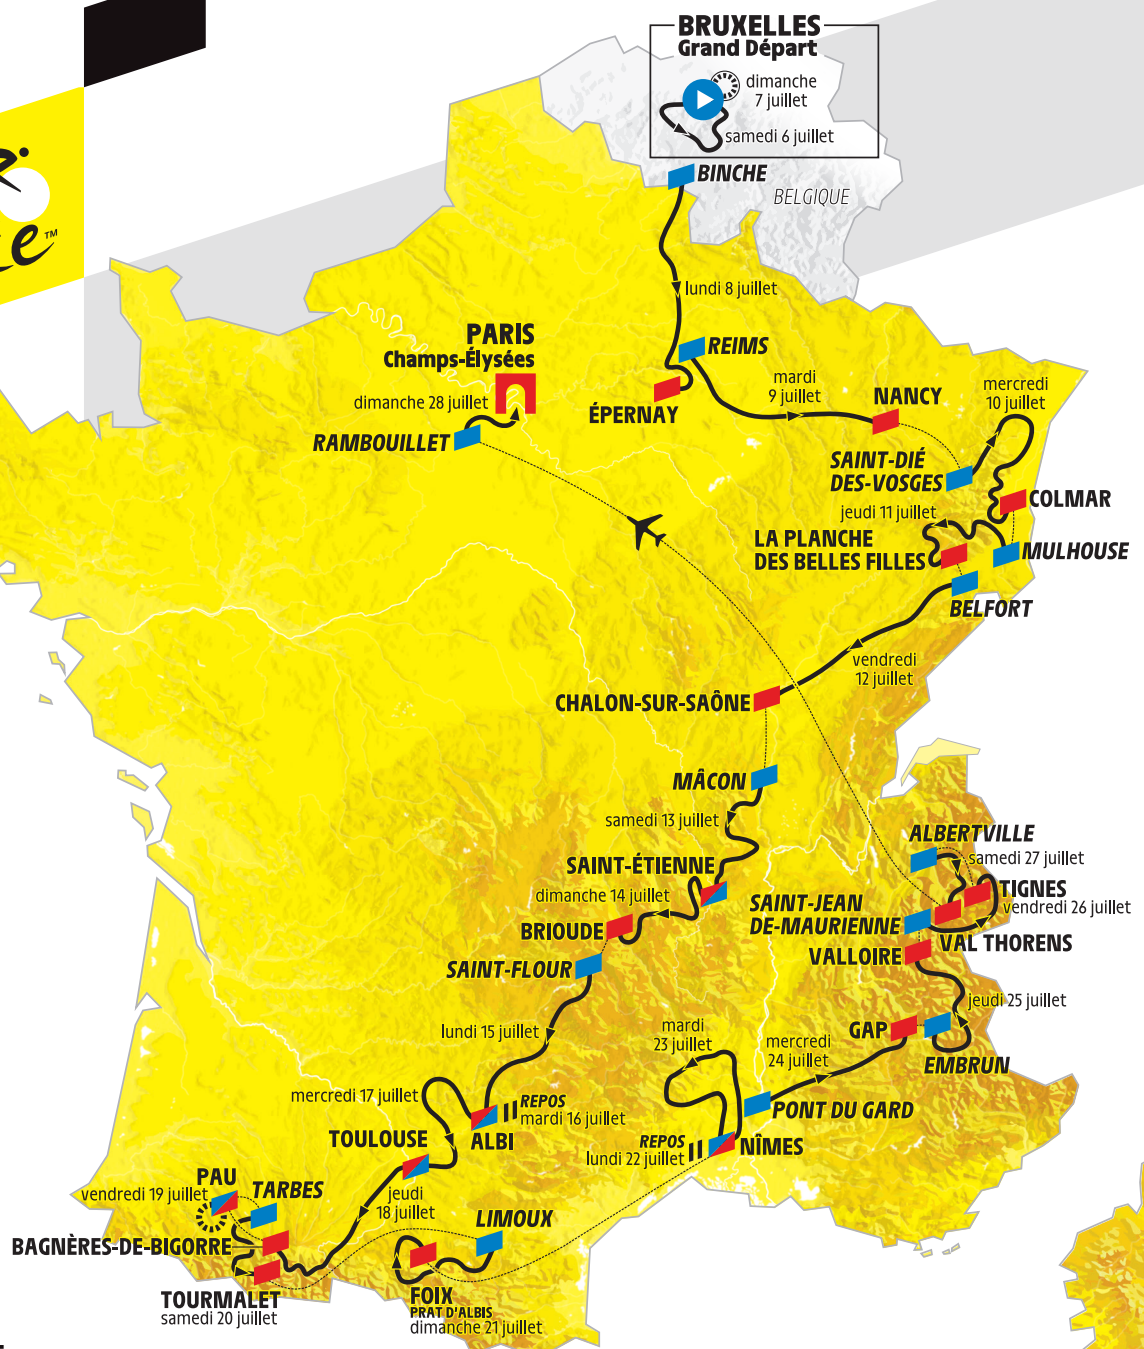 BRUXELLES
Grand Départ
dimanche
7 juillet
samedi 6 juillet
BINCHE
BELGIQUE
lundi 8 juillet
REIMS
PARIS
Champs-Élysées
dimanche 28 juillet
RAMBOUILLET
ÉPERNAY
mardi
9 juillet
NANCY
mercredi
10 juillet
SAINT-DIÉ
DES-VOSGES
COLMAR
jeudi 11 juillet
LA PLANCHE
DES BELLES FILLES
MULHOUSE
BELFORT
vendredi
12 juillet
CHALON-SUR-SAÔNE
MÂCON
samedi 13 juillet
SAINT-ÉTIENNE
dimanche 14 juillet
BRIOUDE
SAINT-FLOUR
ALBERTVILLE
samedi 27 juillet
TIGNES
vendredi 26 juillet
SAINT-JEAN
DE-MAURIENNE
VAL THORENS
VALLOIRE
jeudi 25 juillet
GAP
EMBRUN
lundi 15 juillet
mardi
23 juillet
mercredi
24 juillet
PONT DU GARD
mercredi 17 juillet
REPOS
mardi 16 juillet
ALBI
TOULOUSE
REPOS
lundi 22 juillet
NÎMES
PAU
vendredi 19 juillet
TARBES
jeudi
18 juillet
LIMOUX
BAGNÈRES-DE-BIGORRE
TOURMALET
samedi 20 juillet
FOIX
PRAT D'ALBIS
dimanche 21 juillet
TM